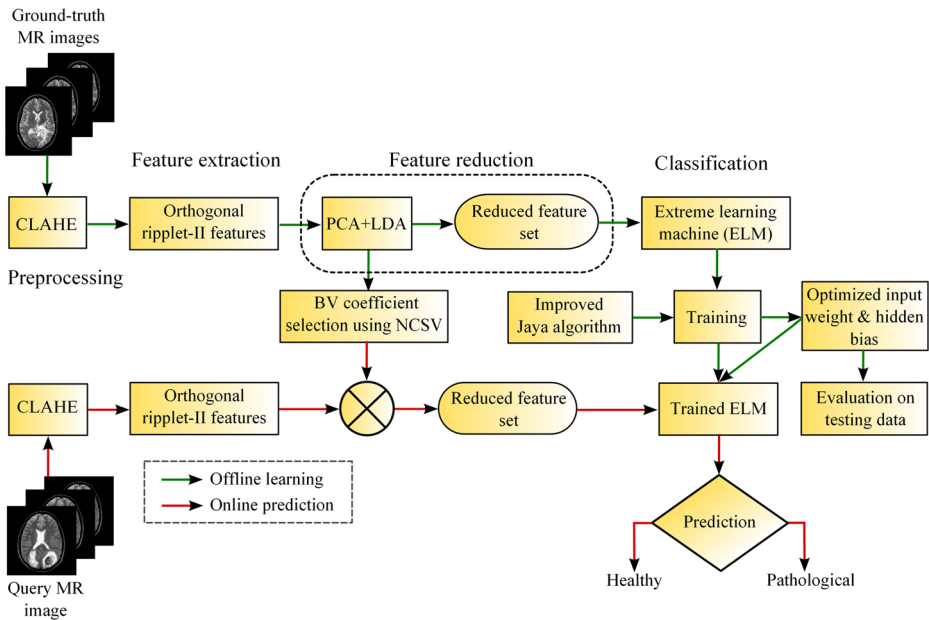 Ground-truth
MR images
Feature extraction
Feature reduction
Classification
CLAHE
Orthogonal
ripplet-II features
PCA+LDA
Reduced feature
set
Extreme learning
machine (ELM)
Preprocessing
BV coefficient
selection using NCSV
Improved
Jaya algorithm
Training
Optimized input
weight & hidden
bias
CLAHE
Orthogonal
ripplet-II features
Reduced feature
set
Trained ELM
Evaluation on
testing data
Offline learning
Online prediction
Prediction
Healthy
Pathological
Query MR
image